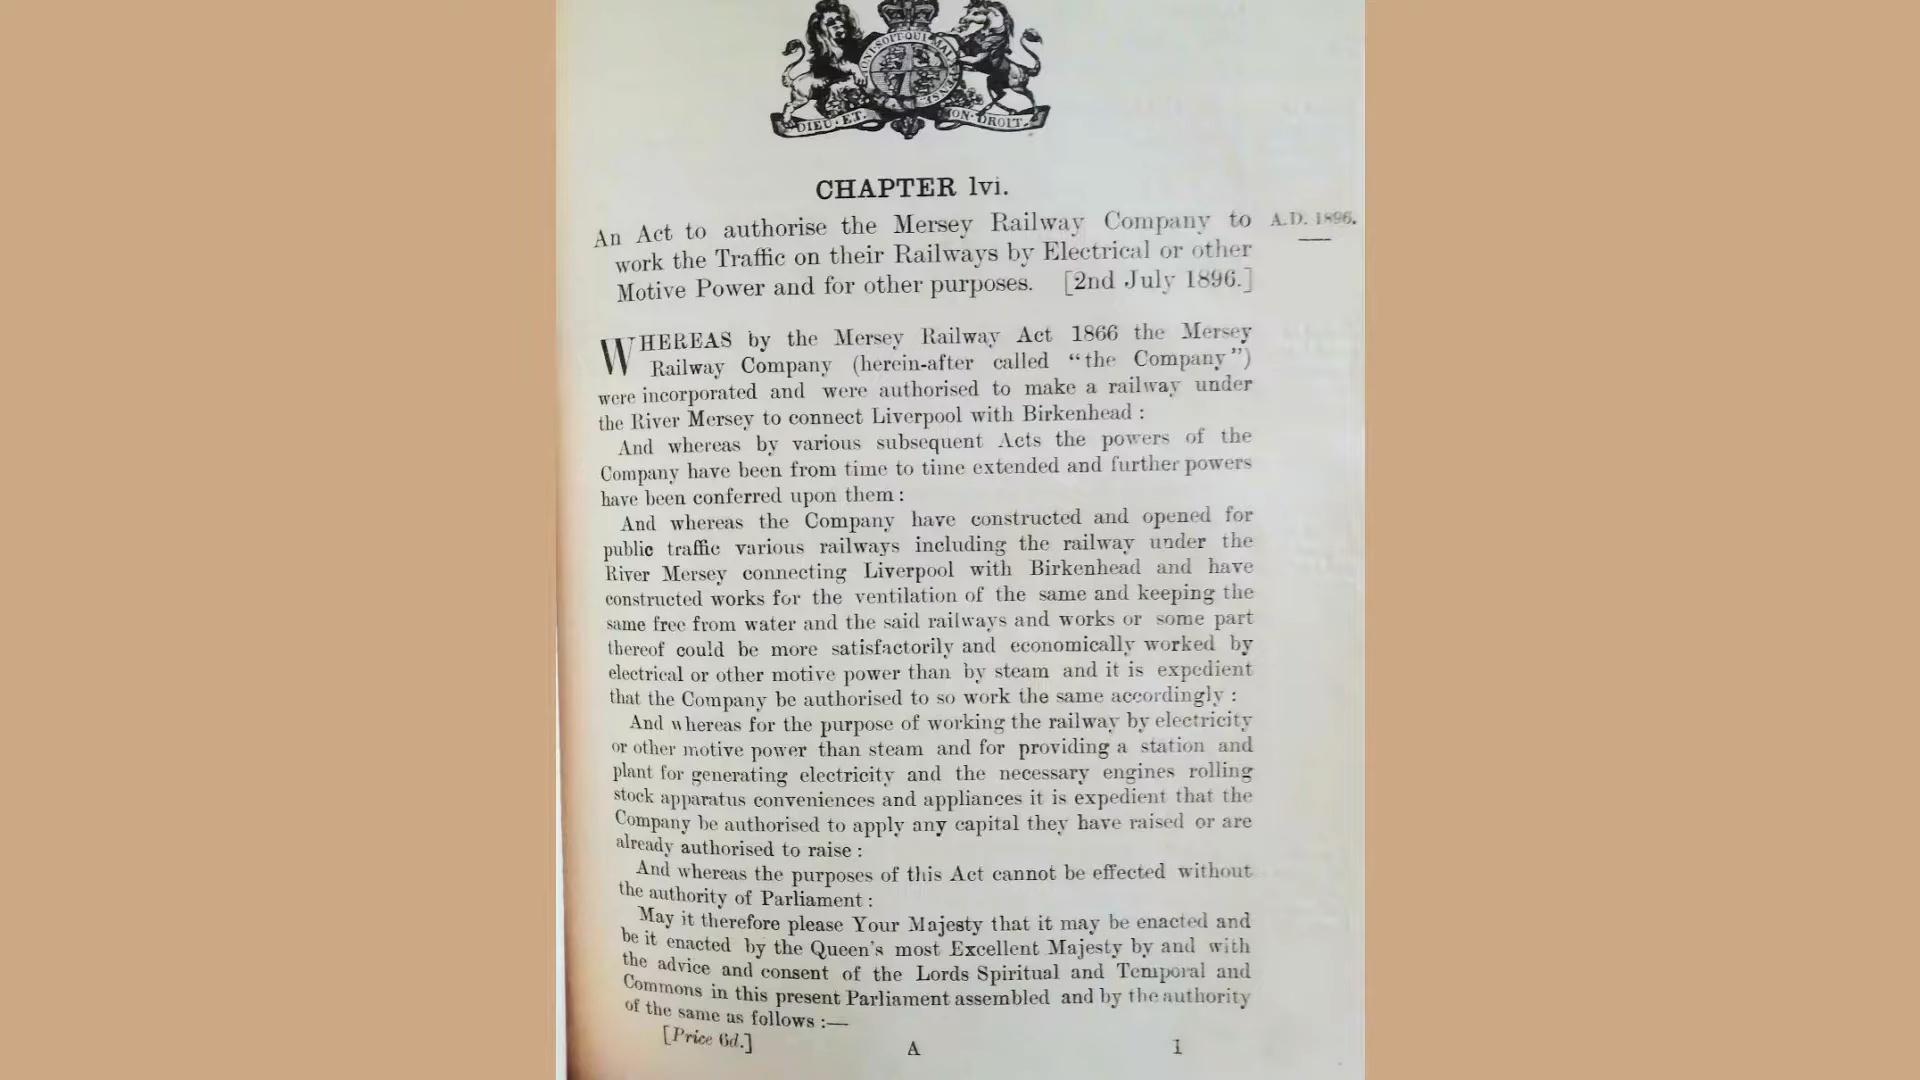 HONI·SOIT·QUI·MAL·Y·PENSE
DIEU·ET· MON·DROIT·
CHAPTER lvi.
An Act to authorise the Mersey Railway Company to A.D. 1896.
work the Traffic on their Railways by Electrical or other
Motive Power and for other purposes. [2nd July 1896.]
WHEREAS by the Mersey Railway Act 1866 the Mersey
Railway Company (herein-after called “the Company”)
were incorporated and were authorised to make a railway under
the River Mersey to connect Liverpool with Birkenhead :
And whereas by various subsequent Acts the powers of the
Company have been from time to time extended and further powers
have been conferred upon them :
And whereas the Company have constructed and opened for
public traffic various railways including the railway under the
River Mersey connecting Liverpool with Birkenhead and have
constructed works for the ventilation of the same and keeping the
same free from water and the said railways and works or some part
thereof could be more satisfactorily and economically worked by
electrical or other motive power than by steam and it is expedient
that the Company be authorised to so work the same accordingly :
And whereas for the purpose of working the railway by electricity
or other motive power than steam and for providing a station and
plant for generating electricity and the necessary engines rolling
stock apparatus conveniences and appliances it is expedient that the
Company be authorised to apply any capital they have raised or are
already authorised to raise :
And whereas the purposes of this Act cannot be effected without
the authority of Parliament :
May it therefore please Your Majesty that it may be enacted and
be it enacted by the Queen's most Excellent Majesty by and with
the advice and consent of the Lords Spiritual and Temporal and
Commons in this present Parliament assembled and by the authority
of the same as follows :—
[Price 6d.] A 1